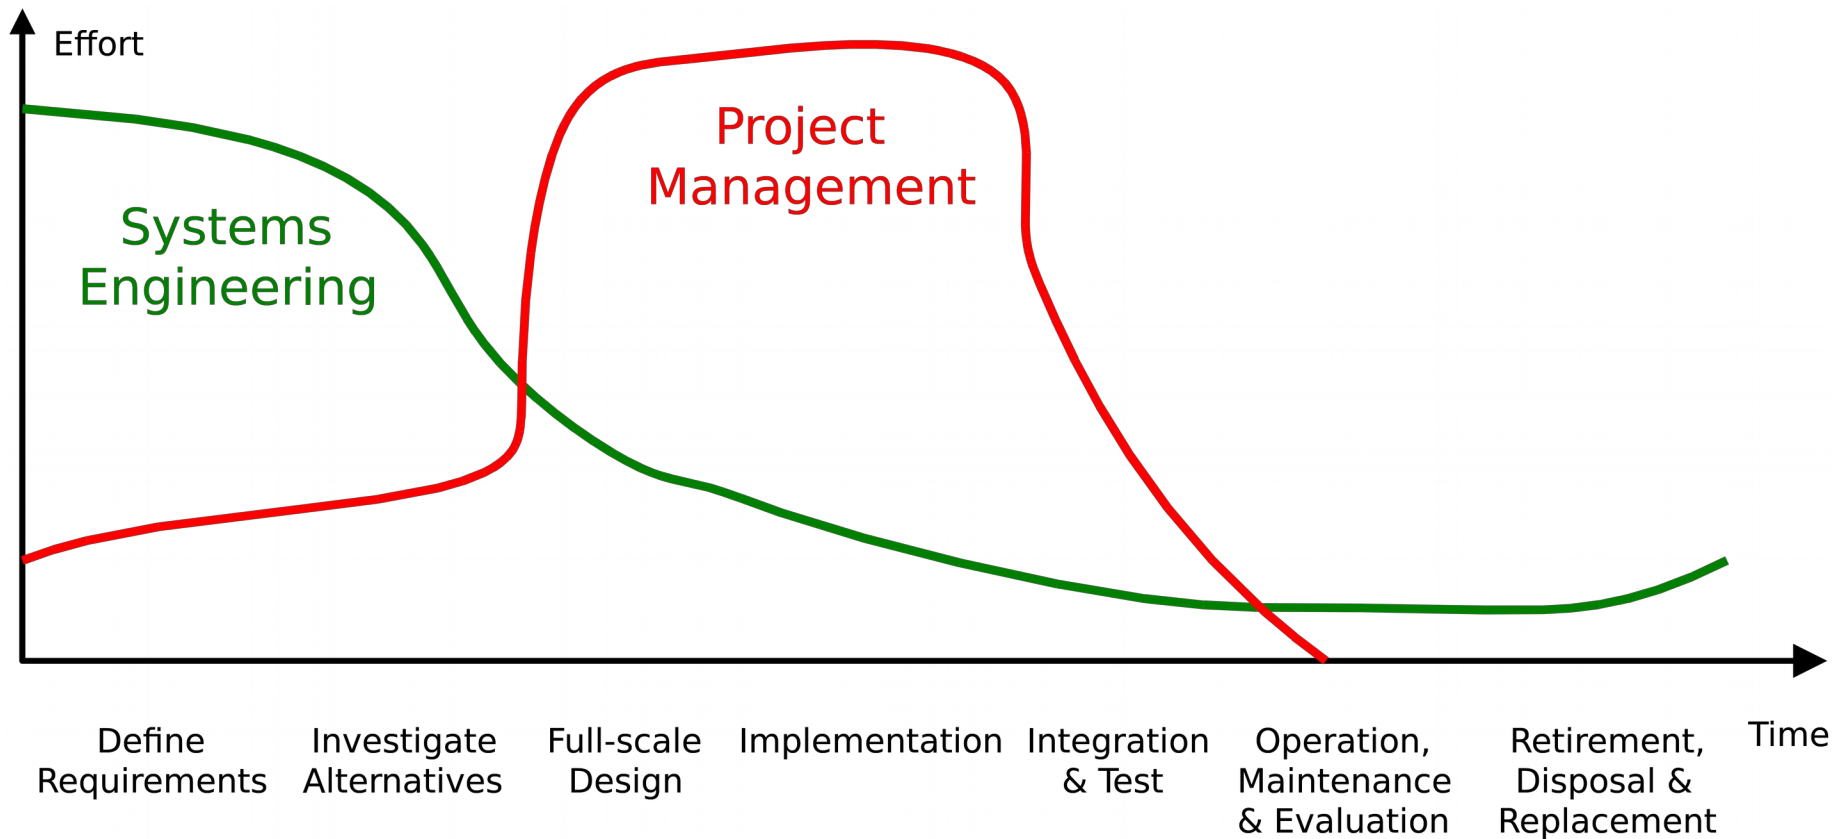 Effort
Project
Management
Systems
Engineering
Define
Requirements
Investigate
Alternatives
Full-scale
Design
Implementation
Integration
& Test
Operation,
Maintenance
& Evaluation
Retirement,
Disposal &
Replacement
Time